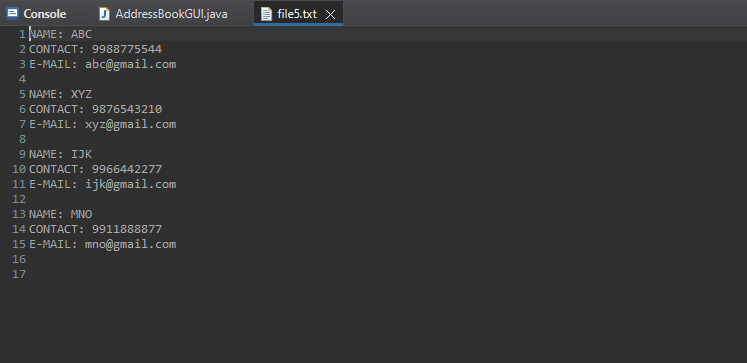 Console AddressBookGUI.java file5.txt
1 NAME: ABC
2 CONTACT: 9988775544
3 E-MAIL: abc@gmail.com
4
5 NAME: XYZ
6 CONTACT: 9876543210
7 E-MAIL: xyz@gmail.com
8
9 NAME: IJK
10 CONTACT: 9966442277
11 E-MAIL: ijk@gmail.com
12
13 NAME: MNO
14 CONTACT: 9911888877
15 E-MAIL: mno@gmail.com
16
17